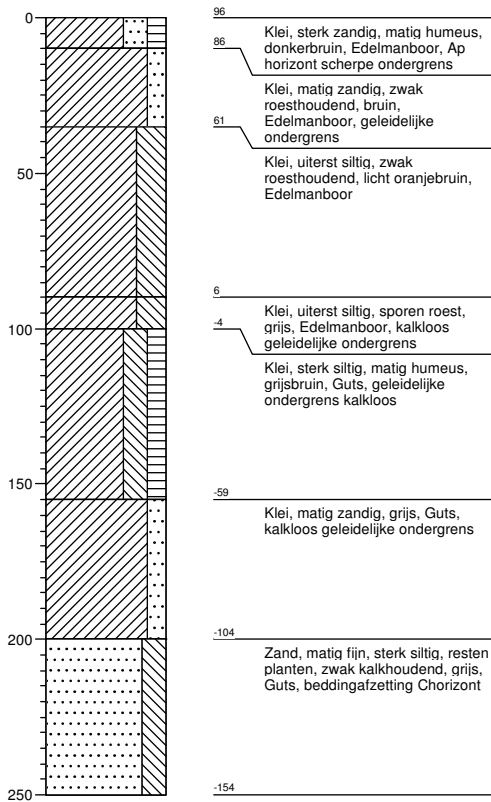 0
50
100
150
200
250
96
Klei, sterk zandig, matig humeus,
donkerbruin, Edelmanboor, Ap
horizont scherpe ondergrens
86
Klei, matig zandig, zwak
roesthoudend, bruin,
Edelmanboor, geleidelijke
ondergrens
61
Klei, uiterst siltig, zwak
roesthoudend, licht oranjebruin,
Edelmanboor
6
Klei, uiterst siltig, sporen roest,
grijs, Edelmanboor, kalkloos
geleidelijke ondergrens
-4
Klei, sterk siltig, matig humeus,
grijsbruin, Guts, geleidelijke
ondergrens kalkloos
-59
Klei, matig zandig, grijs, Guts,
kalkloos geleidelijke ondergrens
-104
Zand, matig fijn, sterk siltig, resten
planten, zwak kalkhoudend, grijs,
Guts, beddingafzetting Chorizont
-154